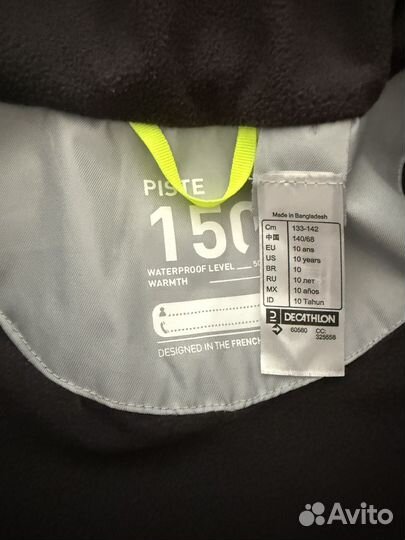 PISTE
150
WATERPROOF LEVEL
WARMTH
DESIGNED IN THE FRENCH
Made in Bangladesh
Cm 133-142
中国 140/68
EU 10 ans
US 10 years
BR 10
RU 10 лет
MX 10 años
ID 10 Tahun
DECATHLON
60580 CC: 325658
Avito